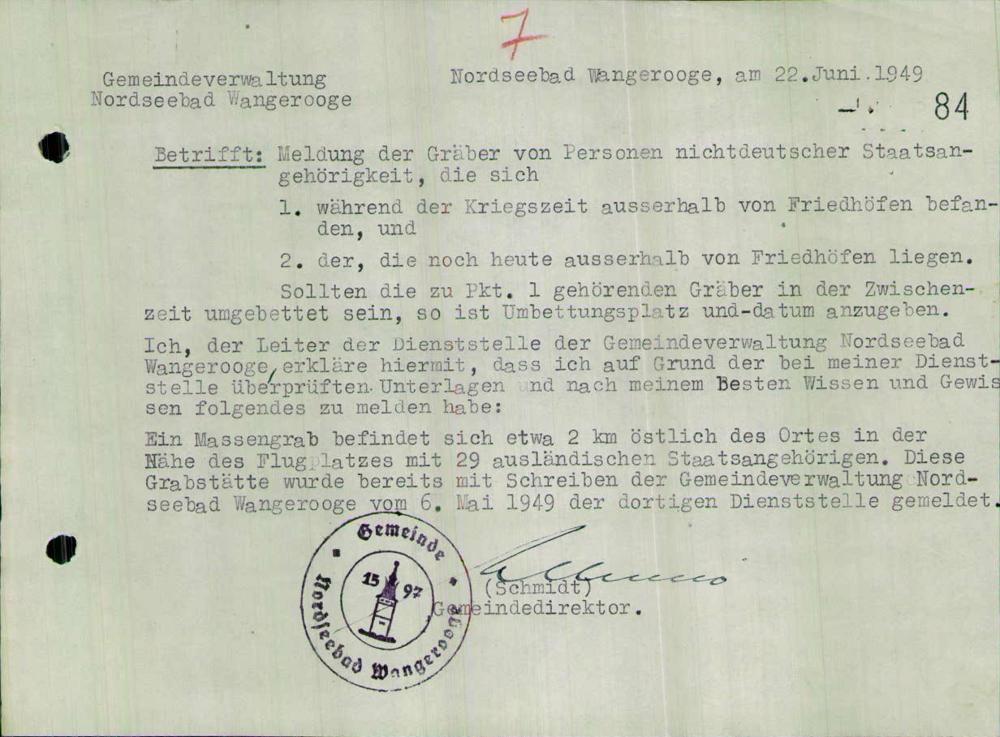 7
Gemeindeverwaltung
Nordseebad Wangerooge
Nordseebad Wangerooge, am 22.Juni.1949
84
Betrifft: Meldung der Gräber von Personen nichtdeutscher Staatsan-
gehörigkeit, die sich
1. während der Kriegszeit ausserhalb von Friedhöfen befan-
den, und
2. der, die noch heute ausserhalb von Friedhöfen liegen.
Sollten die zu Pkt. 1 gehörenden Gräber in der Zwischen-
zeit umgebettet sein, so ist Umbettungsplatz und-datum anzugeben.
Ich, der Leiter der Dienststelle der Gemeindeverwaltung Nordseebad
Wangerooge,erkläre hiermit, dass ich auf Grund der bei meiner Dienst-
stelle überprüften Unterlagen und nach meinem Besten Wissen und Gewis
sen folgendes zu melden habe:
Ein Massengrab befindet sich etwa 2 km östlich des Ortes in der
Nähe des Flugplatzes mit 29 ausländischen Staatsangehörigen. Diese
Grabstätte wurde bereits mit Schreiben der Gemeindeverwaltung Nord-
seebad Wangerooge vom 6. Mai 1949 der dortigen Dienststelle gemeldet.
(Schmidt)
Gemeindedirektor.
Gemeinde
Nordseebad Wangerooge
15 97